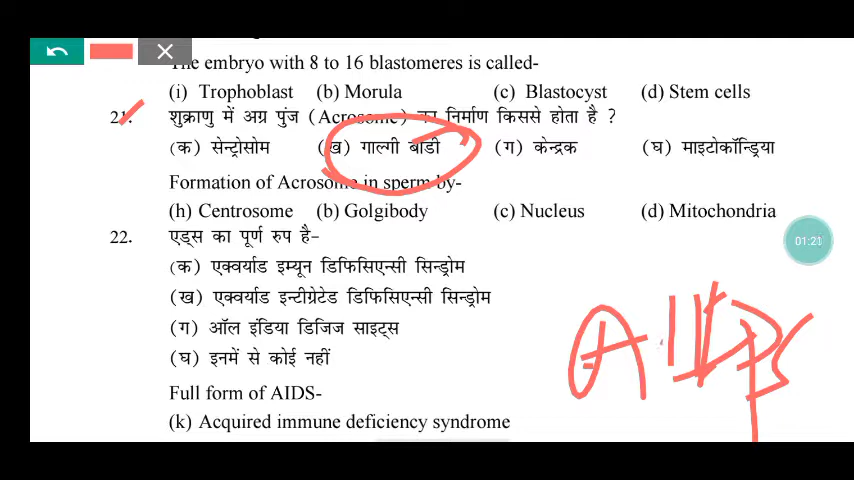 The embryo with 8 to 16 blastomeres is called-
(i) Trophoblast (b) Morula (c) Blastocyst (d) Stem cells
21. शुक्राणु में अग्र पुंज (Acrosome) का निर्माण किससे होता है ?
(क) सेन्ट्रोसोम (ख) गाल्गी बाडी (ग) केन्द्रक (घ) माइटोकॉन्ड्रिया
Formation of Acrosome in sperm by-
(h) Centrosome (b) Golgibody (c) Nucleus (d) Mitochondria
01:21
22. एड्स का पूर्ण रुप है-
(क) एक्वर्याड इम्यून डिफिसिएन्सी सिन्ड्रोम
(ख) एक्वर्याड इन्टीग्रेटेड डिफिसिएन्सी सिन्ड्रोम
(ग) ऑल इंडिया डिजिज साइट्स
(घ) इनमें से कोई नहीं
AIDS
Full form of AIDS-
(k) Acquired immune deficiency syndrome